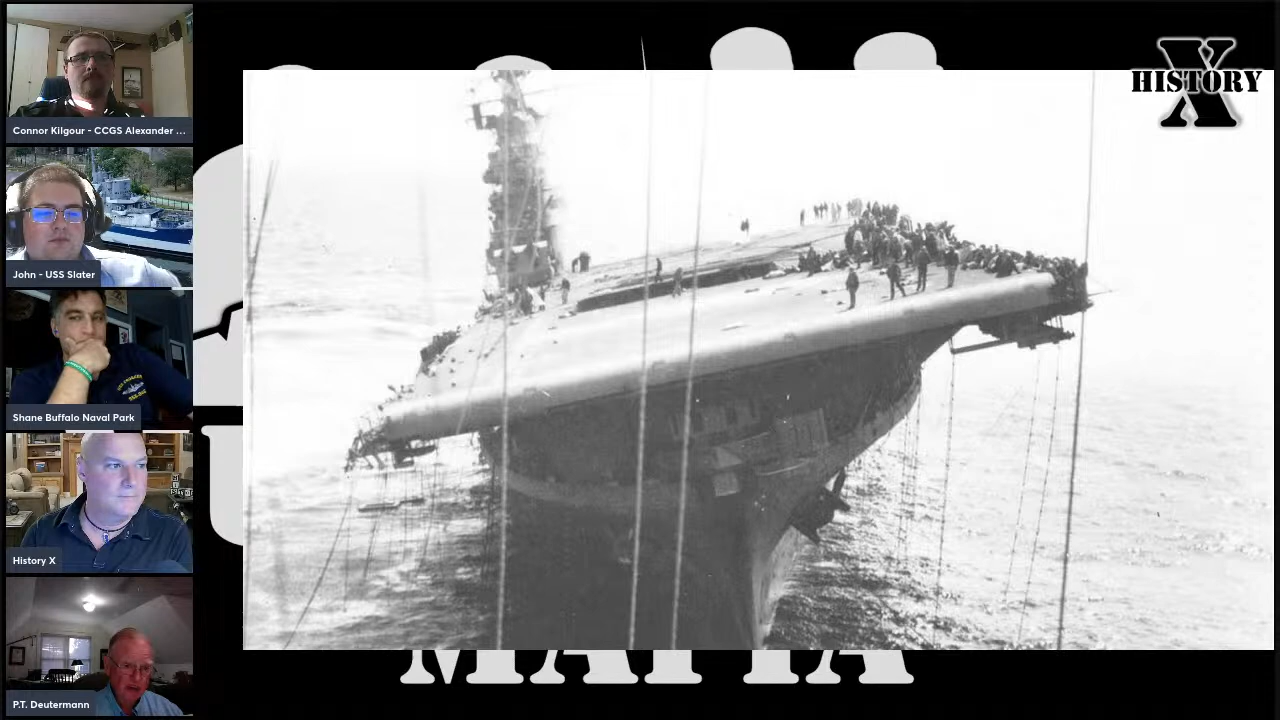 Connor Kilgour - CCGS Alexander ...
John - USS Slater
Shane Buffalo Naval Park
History X
P.T. Deutermann
X
HISTORY
MAFIA